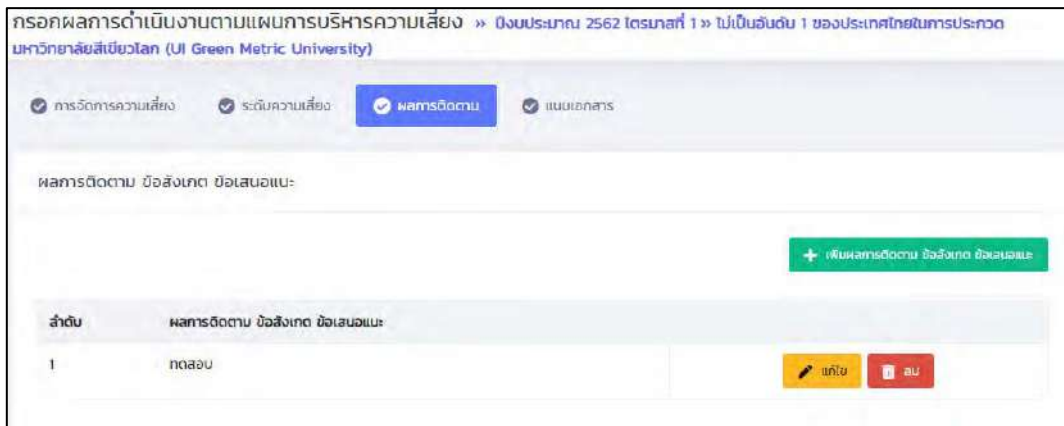 กรอกผลการดำเนินงานตามแผนการบริหารความเสี่ยง » ปีงบประมาณ 2562 ไตรมาสที่ 1 » ไม่เป็นอันดับ 1 ของประเทศไทยในการประกวด
มหาวิทยาลัยสีเขียวโลก (UI Green Metric University)
การจัดการความเสี่ยง ระดับความเสี่ยง ผลการติดตาม แนบเอกสาร
ผลการติดตาม ข้อสังเกต ข้อเสนอแนะ
+ เพิ่มผลการติดตาม ข้อสังเกต ข้อเสนอแนะ
ลำดับ ผลการติดตาม ข้อสังเกต ข้อเสนอแนะ
1 ทดสอบ แก้ไข ลบ